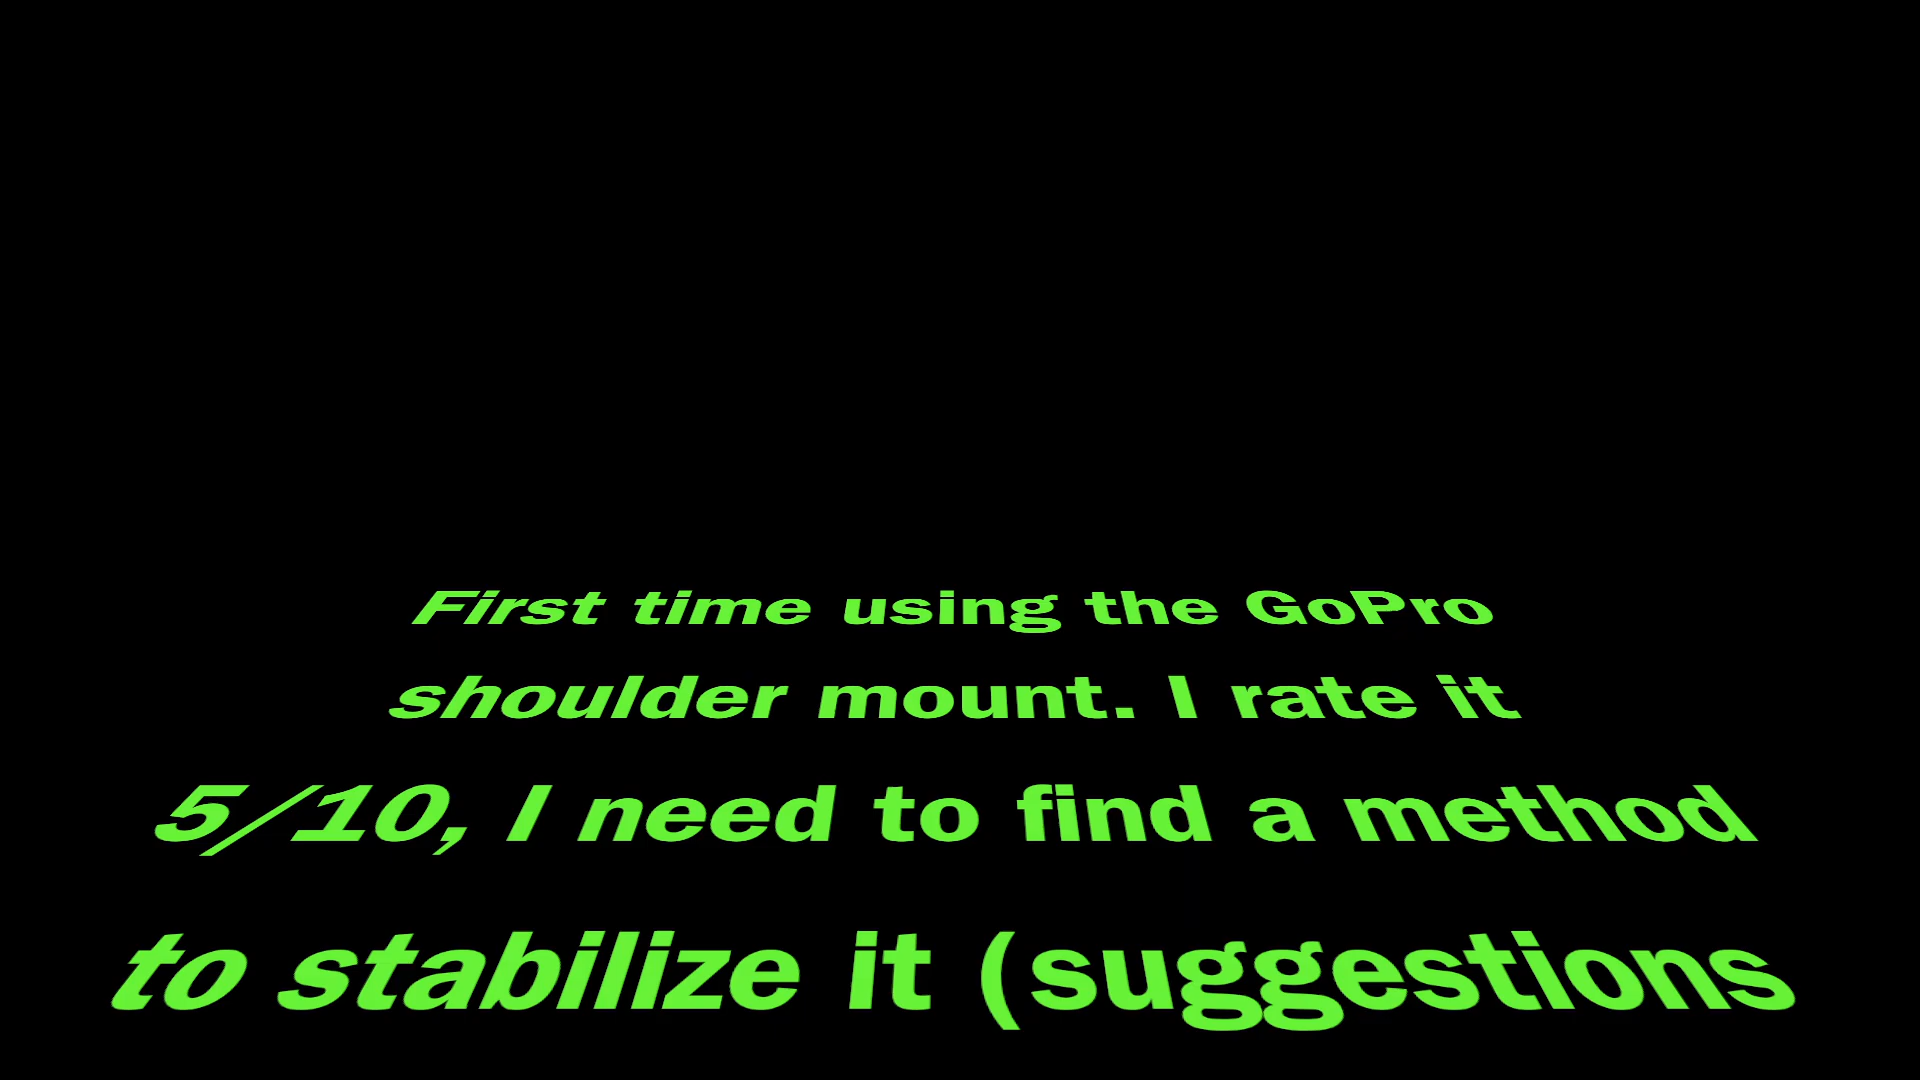 First time using the GoPro
shoulder mount. I rate it
5/10, I need to find a method
to stabilize it (suggestions